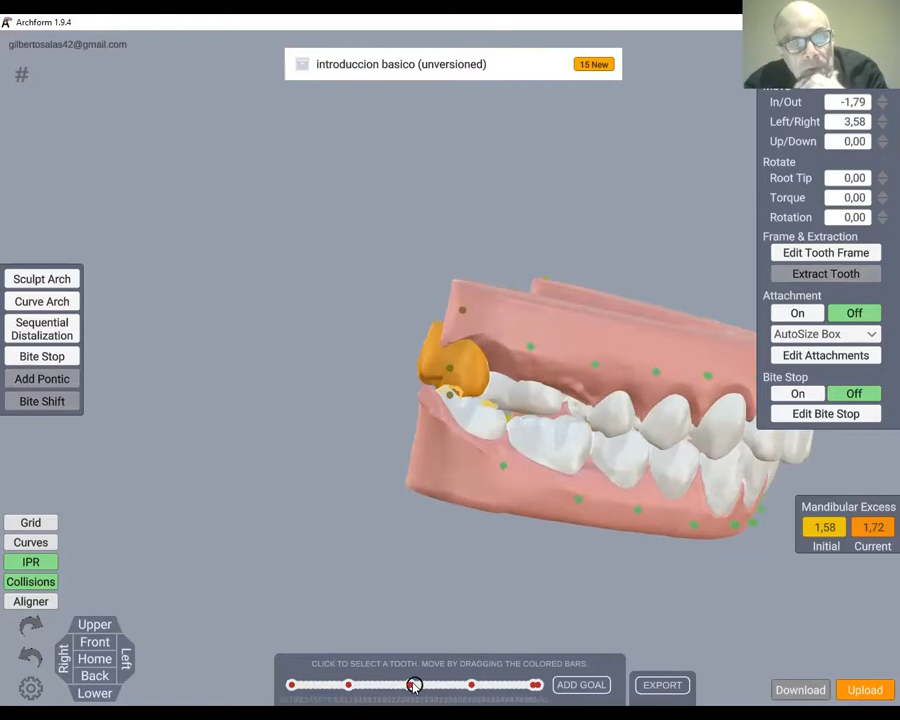 Archform 1.9.4
gilbertosalas42@gmail.com
#
introduccion basico (unversioned)
15 New
In/Out
-1,79
Left/Right
3,58
Up/Down
0,00
Rotate
Root Tip
0,00
Torque
0,00
Rotation
0,00
Frame & Extraction
Edit Tooth Frame
Extract Tooth
Attachment
On
Off
AutoSize Box
Edit Attachments
Bite Stop
On
Off
Edit Bite Stop
Sculpt Arch
Curve Arch
Sequential
Distalization
Bite Stop
Add Pontic
Bite Shift
Mandibular Excess
1,58
1,72
Initial
Current
Grid
Curves
IPR
Collisions
Aligner
Upper
Front
Right
Home
Left
Back
Lower
CLICK TO SELECT A TOOTH. MOVE BY DRAGGING THE COLORED BARS.
ADD GOAL
EXPORT
Download
Upload